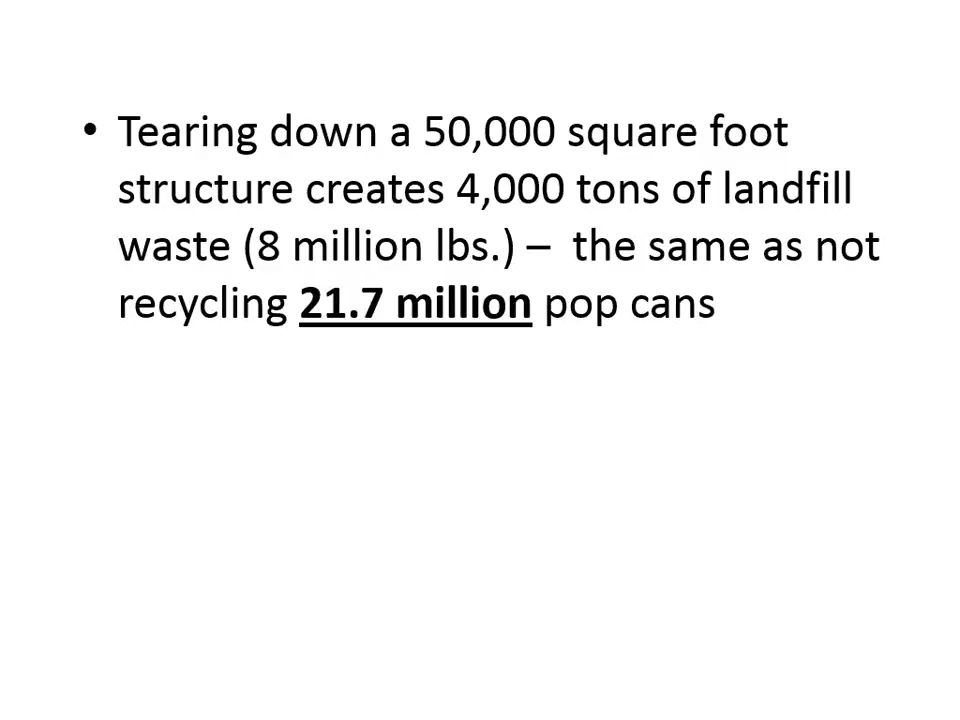 • Tearing down a 50,000 square foot
structure creates 4,000 tons of landfill
waste (8 million lbs.) –  the same as not
recycling 21.7 million pop cans